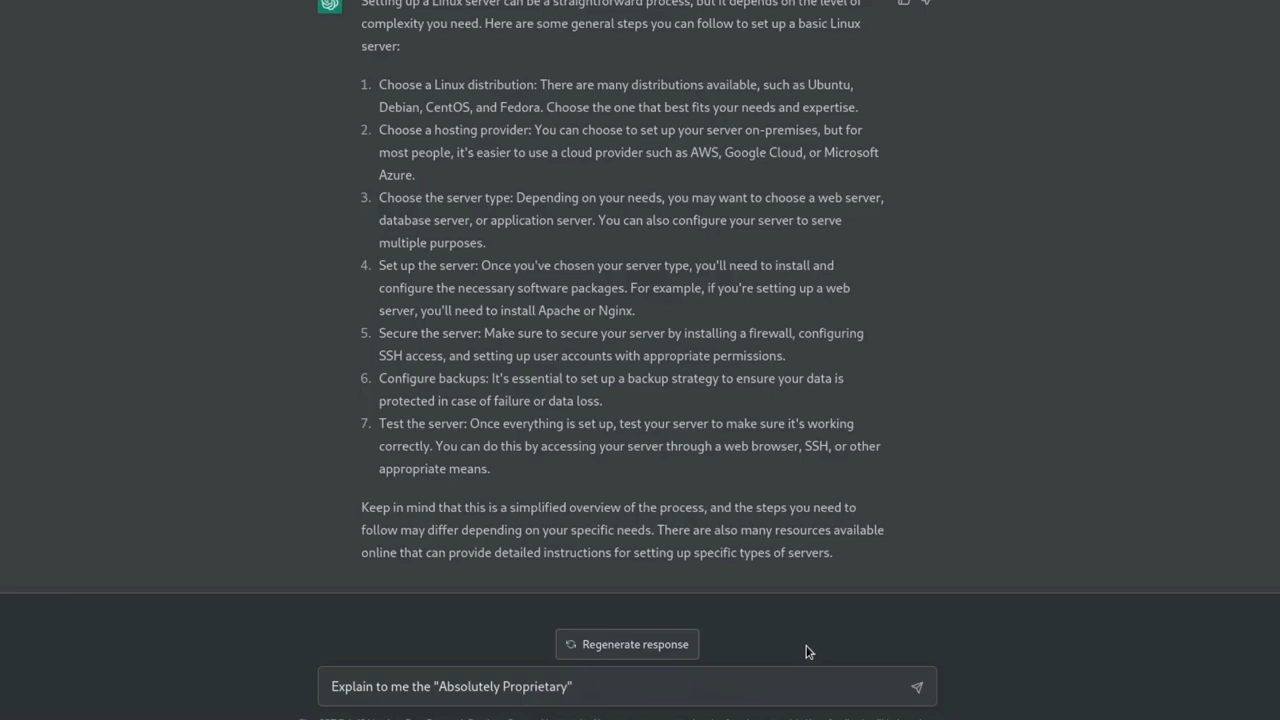 Setting up a Linux server can be a straightforward process, but it depends on the level of
complexity you need. Here are some general steps you can follow to set up a basic Linux
server:
1. Choose a Linux distribution: There are many distributions available, such as Ubuntu,
Debian, CentOS, and Fedora. Choose the one that best fits your needs and expertise.
2. Choose a hosting provider: You can choose to set up your server on-premises, but for
most people, it's easier to use a cloud provider such as AWS, Google Cloud, or Microsoft
Azure.
3. Choose the server type: Depending on your needs, you may want to choose a web server,
database server, or application server. You can also configure your server to serve
multiple purposes.
4. Set up the server: Once you've chosen your server type, you'll need to install and
configure the necessary software packages. For example, if you're setting up a web
server, you'll need to install Apache or Nginx.
5. Secure the server: Make sure to secure your server by installing a firewall, configuring
SSH access, and setting up user accounts with appropriate permissions.
6. Configure backups: It's essential to set up a backup strategy to ensure your data is
protected in case of failure or data loss.
7. Test the server: Once everything is set up, test your server to make sure it's working
correctly. You can do this by accessing your server through a web browser, SSH, or other
appropriate means.
Keep in mind that this is a simplified overview of the process, and the steps you need to
follow may differ depending on your specific needs. There are also many resources available
online that can provide detailed instructions for setting up specific types of servers.
Regenerate response
Explain to me the "Absolutely Proprietary"